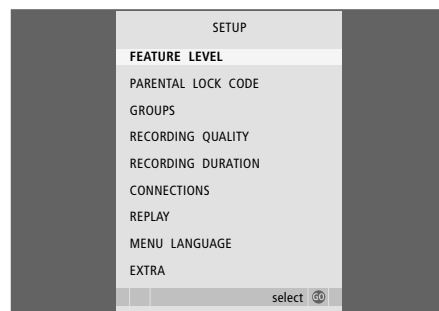 SETUP
FEATURE LEVEL
PARENTAL LOCK CODE
GROUPS
RECORDING QUALITY
RECORDING DURATION
CONNECTIONS
REPLAY
MENU LANGUAGE
EXTRA
select GO